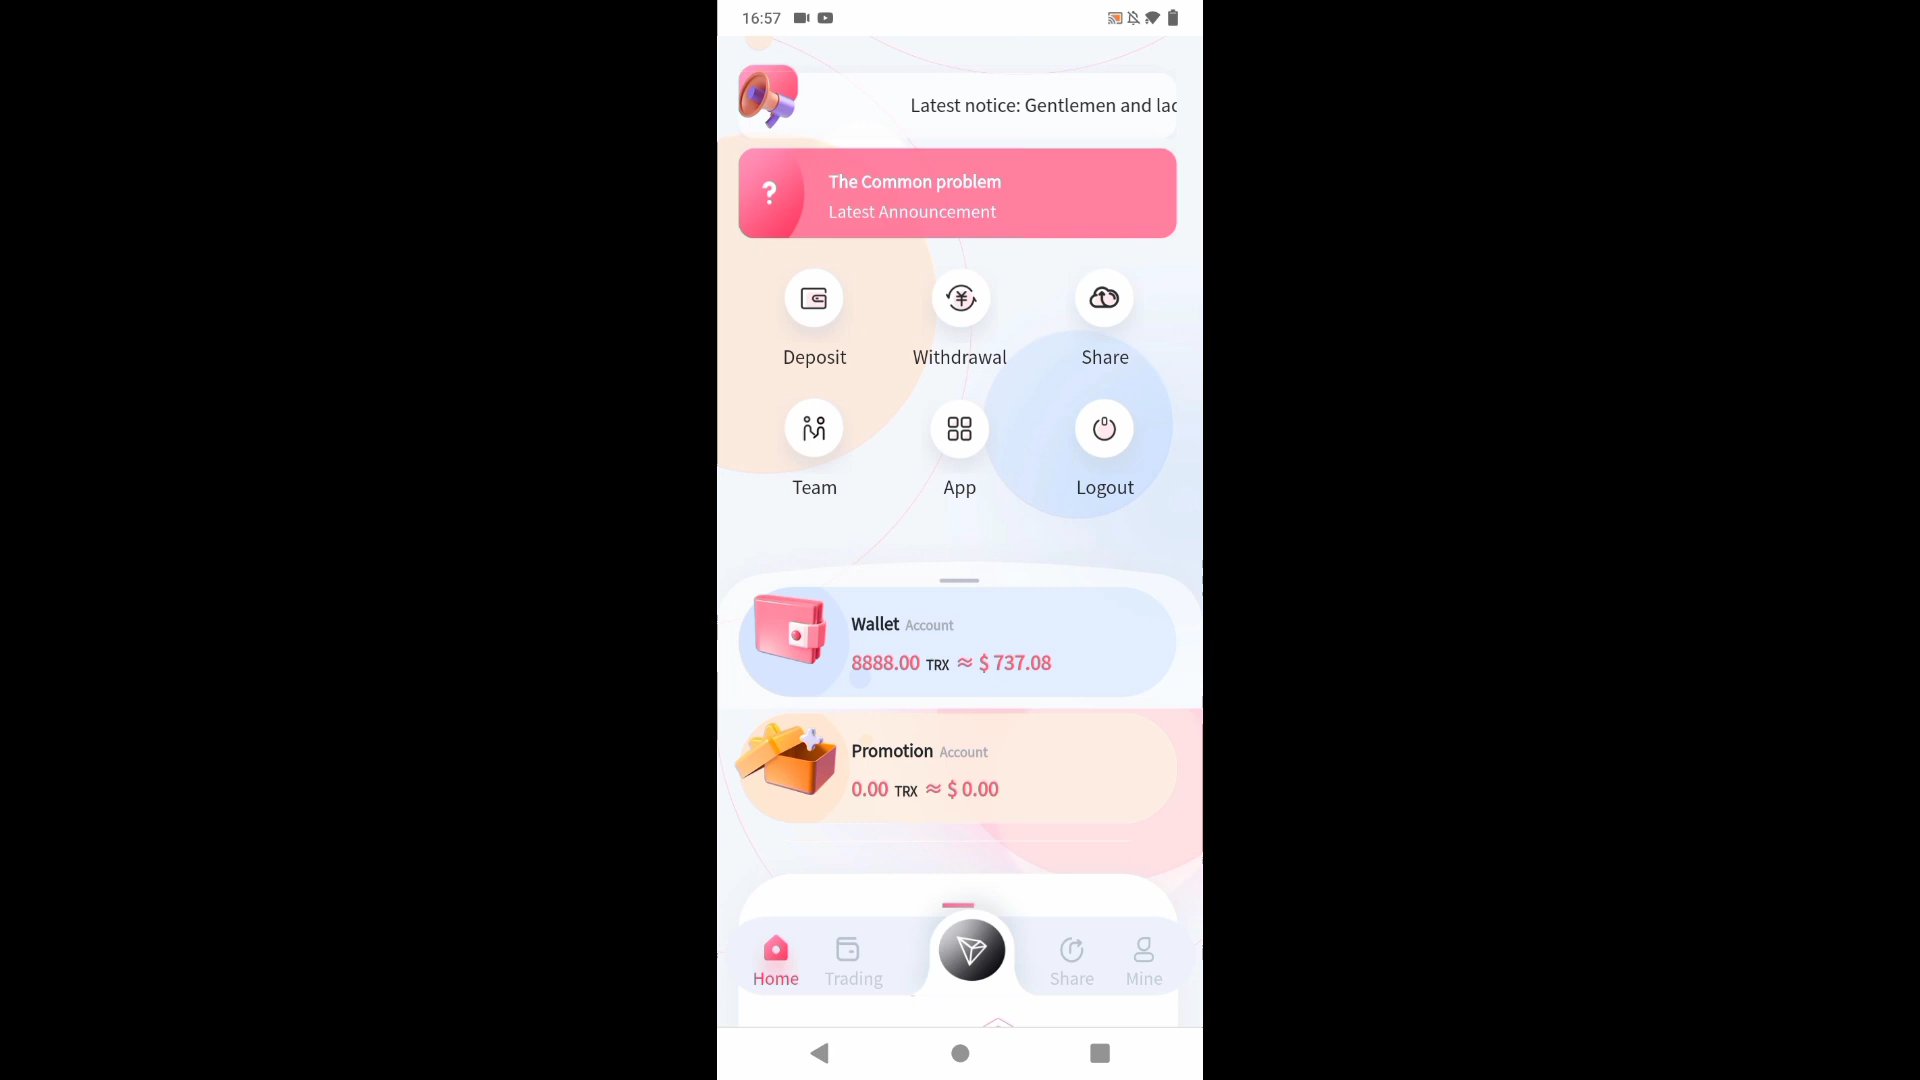 16:57
Latest notice: Gentlemen and lad
The Common problem
Latest Announcement
Deposit
Withdrawal
Share
Team
App
Logout
Wallet Account
8888.00 TRX ≈ $ 737.08
Promotion Account
0.00 TRX ≈ $ 0.00
Home
Trading
Share
Mine